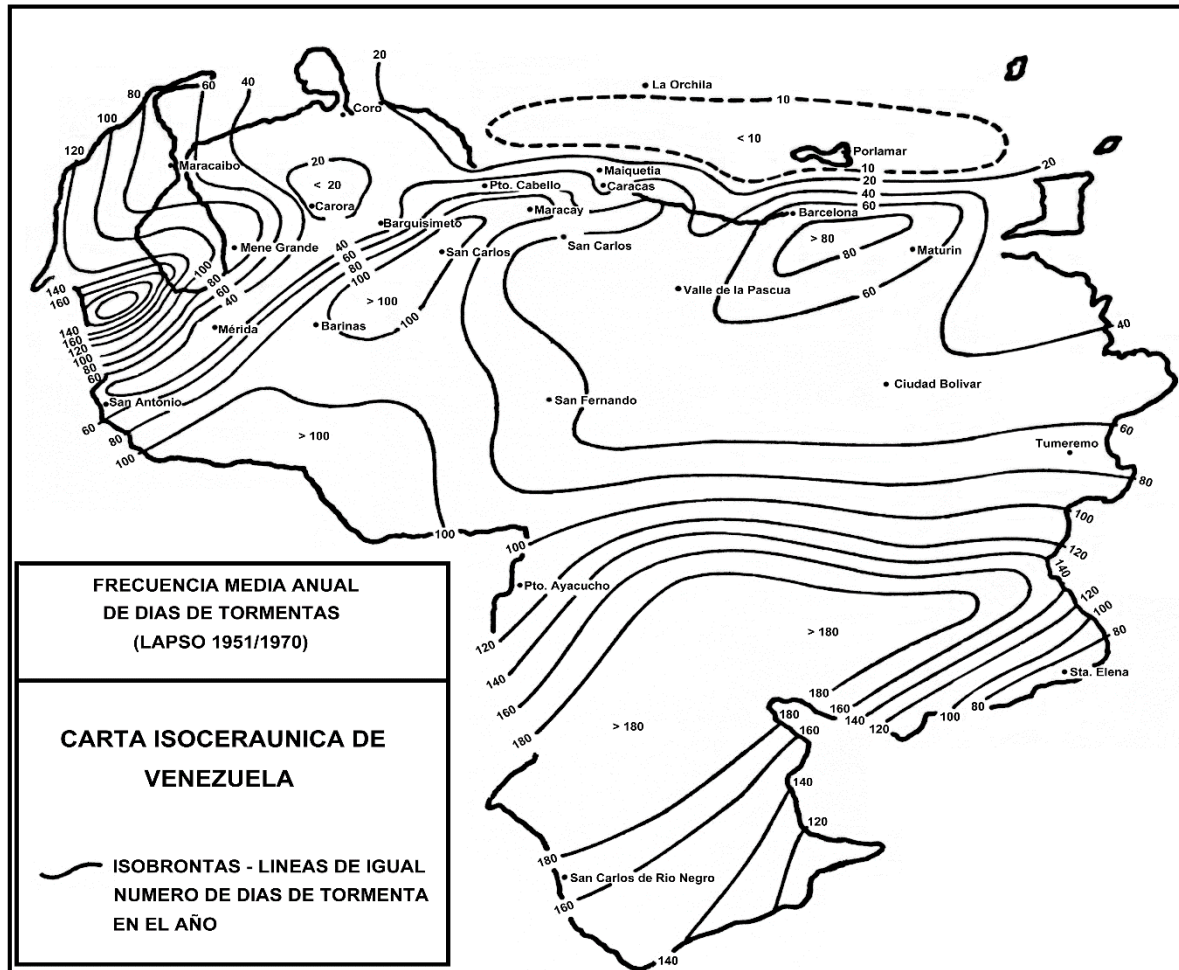 20
60
40
80
100
120
La Orchila
10
< 10
Coro
Maracaibo
20
< 20
Carora
Porlamar
10
20
Maiquetia
20
Pto. Cabello
Caracas
40
Maracay
60
Barcelona
Barquisimeto
San Carlos
San Carlos
> 80
80
Maturin
Mene Grande
40
60
80
100
100
80
60
40
140
160
> 100
100
Valle de la Pascua
60
40
Barinas
Mérida
140
160
120
100
80
60
San Antonio
60
80
100
San Fernando
Ciudad Bolivar
> 100
60
Tumeremo
80
100
100
100
120
140
Pto. Ayacucho
120
100
80
120
140
160
180
> 180
> 180
Sta. Elena
180
160
140
120
100
80
180
160
140
120
180
160
San Carlos de Rio Negro
140
FRECUENCIA MEDIA ANUAL
DE DIAS DE TORMENTAS
(LAPSO 1951/1970)
CARTA ISOCERAUNICA DE
VENEZUELA
ISOBRONTAS - LINEAS DE IGUAL
NUMERO DE DIAS DE TORMENTA
EN EL AÑO